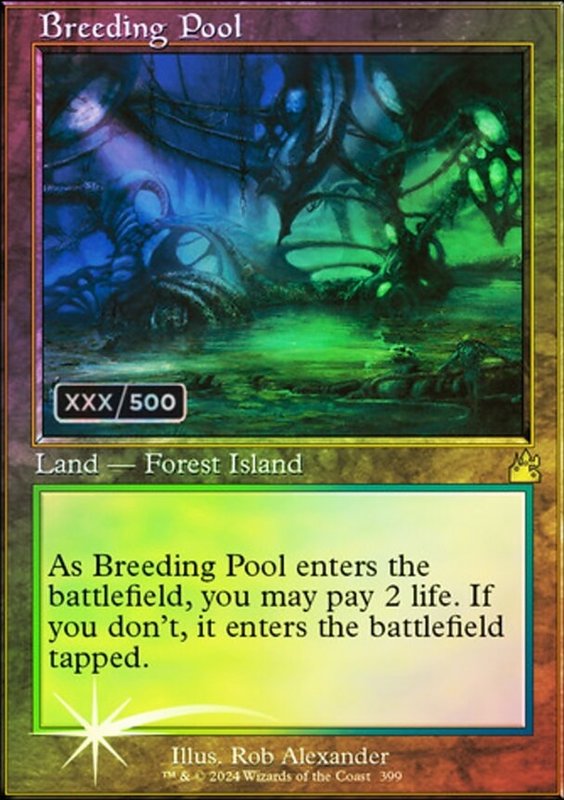 Breeding Pool
XXX/500
Land — Forest Island
As Breeding Pool enters the
battlefield, you may pay 2 life. If
you don't, it enters the battlefield
tapped.
Illus. Rob Alexander
™ & © 2024 Wizards of the Coast 399